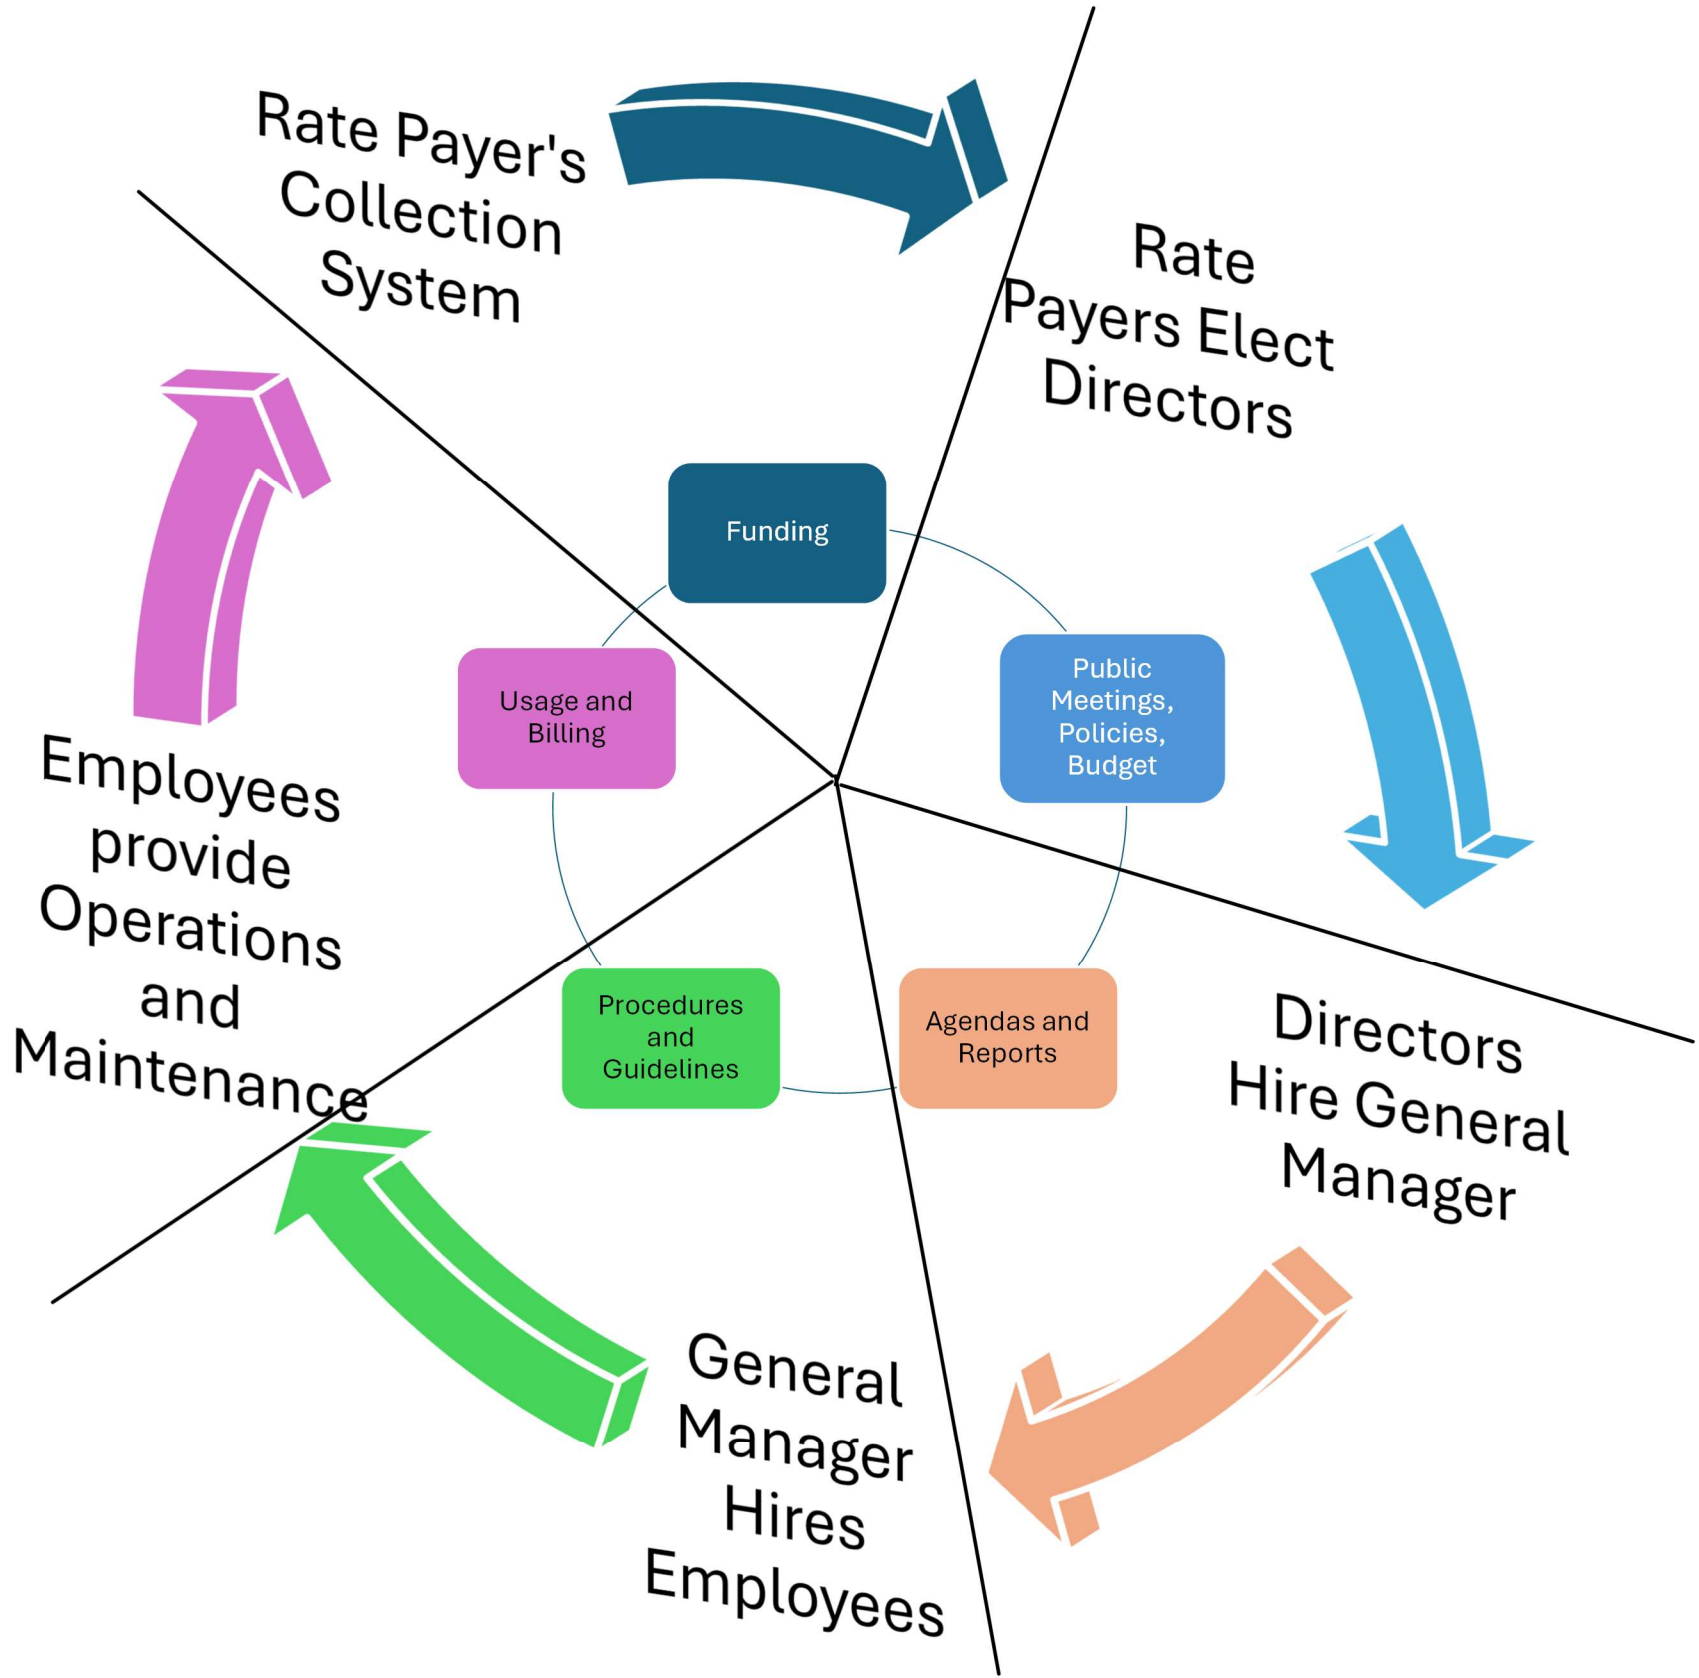 Rate Payer's
Collection
System
Rate
Payers Elect
Directors
Funding
Public
Meetings,
Policies,
Budget
Usage and
Billing
Employees
provide
Operations
and
Maintenance
Procedures
and
Guidelines
Agendas and
Reports
Directors
Hire General
Manager
General
Manager
Hires
Employees